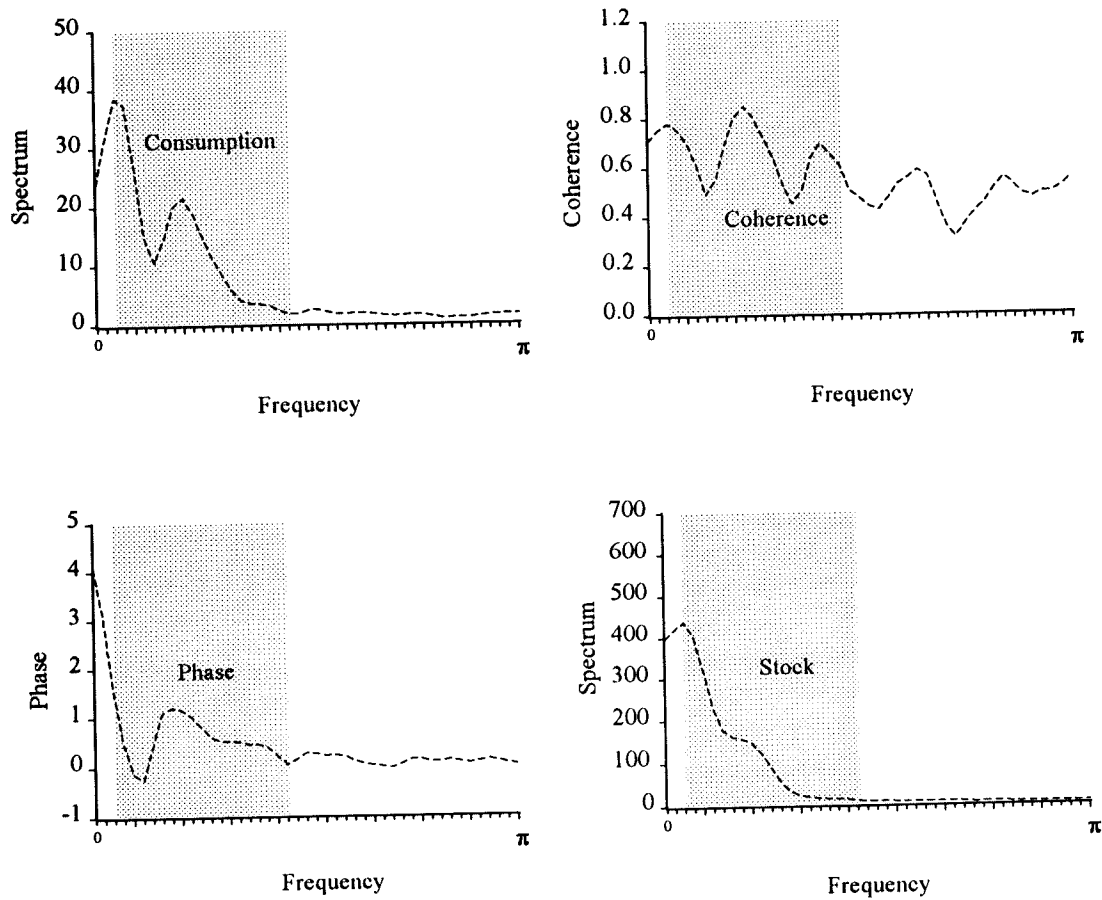 50
40
30
20
10
0
Spectrum
Consumption
0
π
Frequency
1.2
1.0
0.8
0.6
0.4
0.2
0.0
Coherence
Coherence
0
π
Frequency
5
4
3
2
1
0
-1
Phase
Phase
0
π
Frequency
700
600
500
400
300
200
100
0
Spectrum
Stock
0
π
Frequency